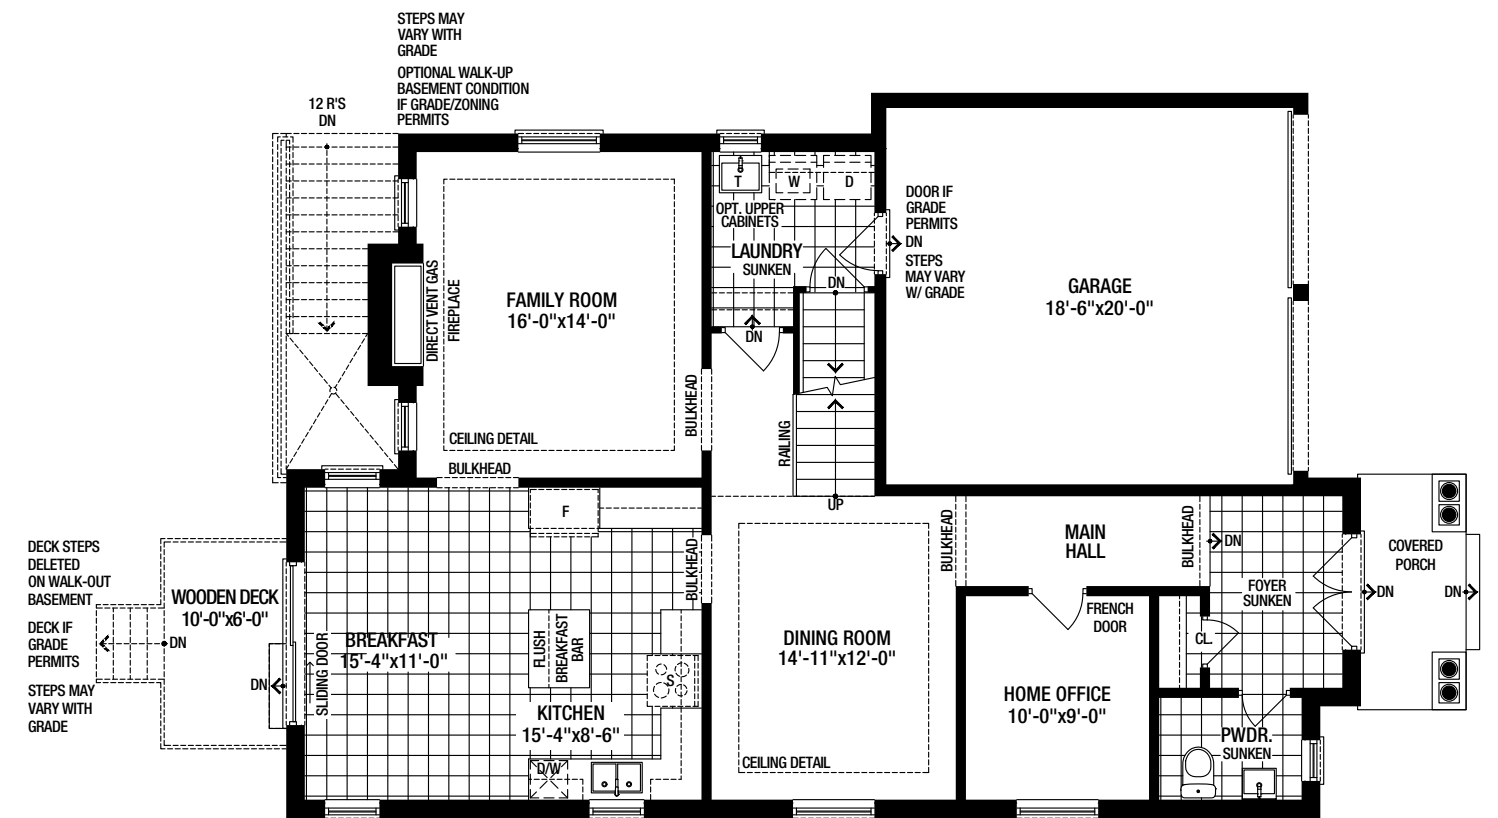 STEPS MAY
VARY WITH
GRADE
OPTIONAL WALK-UP
BASEMENT CONDITION
IF GRADE/ZONING
PERMITS
12 R'S
DN
FAMILY ROOM
16'-0"x14'-0"
DIRECT VENT GAS
FIREPLACE
CEILING DETAIL
BULKHEAD
BULKHEAD
T
W
D
OPT. UPPER
CABINETS
LAUNDRY
SUNKEN
DN
DN
RAILING
UP
DOOR IF
GRADE
PERMITS
DN
STEPS
MAY VARY
W/ GRADE
GARAGE
18'-6"x20'-0"
DECK STEPS
DELETED
ON WALK-OUT
BASEMENT
DECK IF
GRADE
PERMITS
STEPS MAY
VARY WITH
GRADE
WOODEN DECK
10'-0"x6'-0"
DN
DN
SLIDING DOOR
BREAKFAST
15'-4"x11'-0"
F
FLUSH
BREAKFAST
BAR
S
KITCHEN
15'-4"x8'-6"
D/W
BULKHEAD
DINING ROOM
14'-11"x12'-0"
CEILING DETAIL
BULKHEAD
MAIN
HALL
BULKHEAD
DN
FRENCH
DOOR
HOME OFFICE
10'-0"x9'-0"
FOYER
SUNKEN
CL.
PWDR.
SUNKEN
DN
COVERED
PORCH
DN